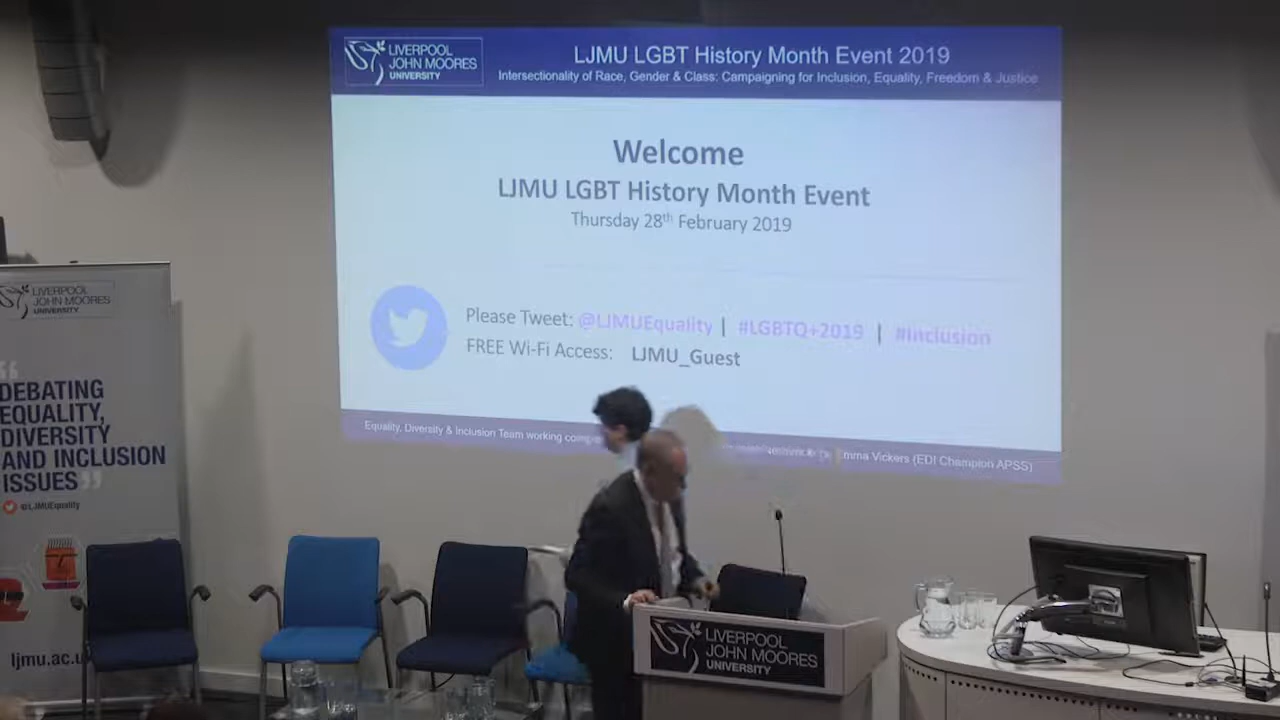 LIVERPOOL
JOHN MOORES
UNIVERSITY
LJMU LGBT History Month Event 2019
Intersectionality of Race, Gender & Class: Campaigning for Inclusion, Equality, Freedom & Justice
Welcome
LJMU LGBT History Month Event
Thursday 28th February 2019
Please Tweet: @LJMUEquality | #LGBTQ+2019 | #Inclusion
FREE Wi-Fi Access: LJMU_Guest
Equality, Diversity & Inclusion Team working
Vickers (EDI Champion APSS)
LIVERPOOL
JOHN MOORES
UNIVERSITY
DEBATING
EQUALITY,
DIVERSITY
AND INCLUSION
ISSUES
@LJMUEquality
ljmu.ac.u
LIVERPOOL
JOHN MOORES
UNIVERSITY